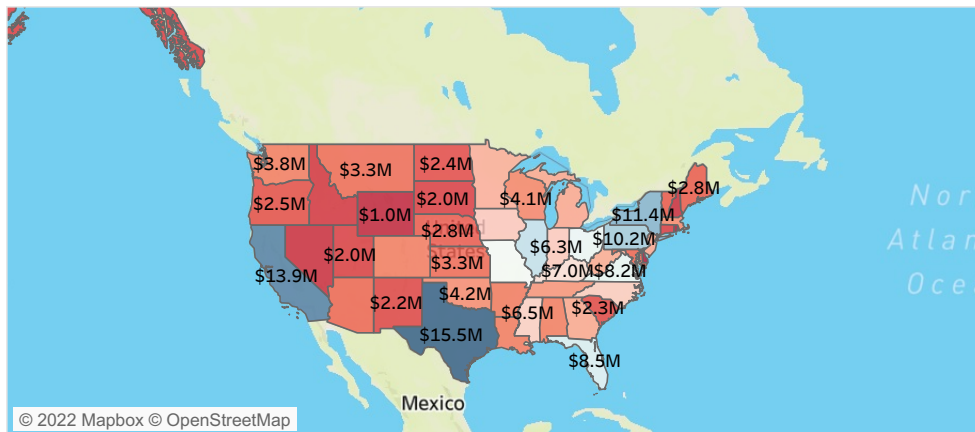 $3.8M
$3.3M
$2.4M
$4.1M
$2.8M
$2.5M
$1.0M
$2.0M
$11.4M
$2.8M
United
States
$10.2M
$6.3M
$2.0M
$3.3M
$7.0M
$8.2M
$13.9M
$2.2M
$4.2M
$6.5M
$2.3M
$15.5M
$8.5M
Mexico
Nor
Atlan
Oce
© 2022 Mapbox © OpenStreetMap